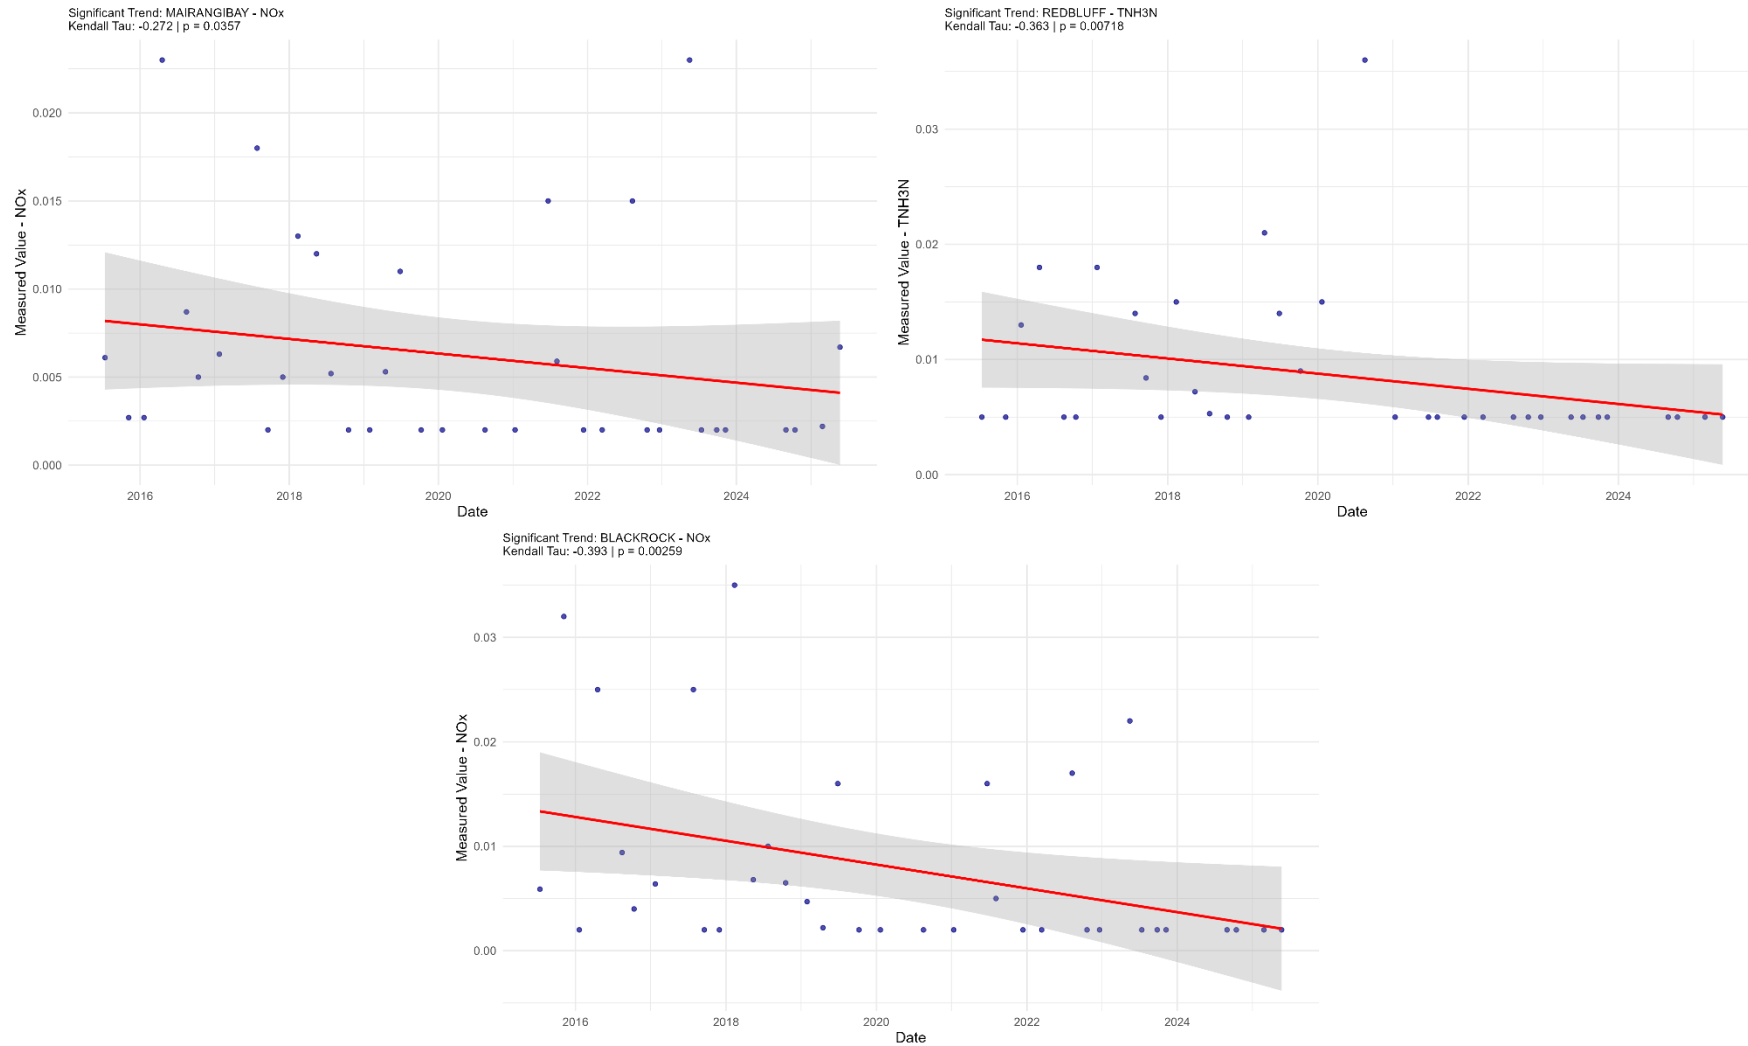 Significant Trend: MAIRANGIBAY - NOx
Kendall Tau: -0.272 | p = 0.0357
Measured Value - NOx
0.020
0.015
0.010
0.005
0.000
2016
2018
2020
2022
2024
Date
Significant Trend: REDBLUFF - TNH3N
Kendall Tau: -0.363 | p = 0.00718
Measured Value - TNH3N
0.03
0.02
0.01
0.00
2016
2018
2020
2022
2024
Date
Significant Trend: BLACKROCK - NOx
Kendall Tau: -0.393 | p = 0.00259
Measured Value - NOx
0.03
0.02
0.01
0.00
2016
2018
2020
2022
2024
Date